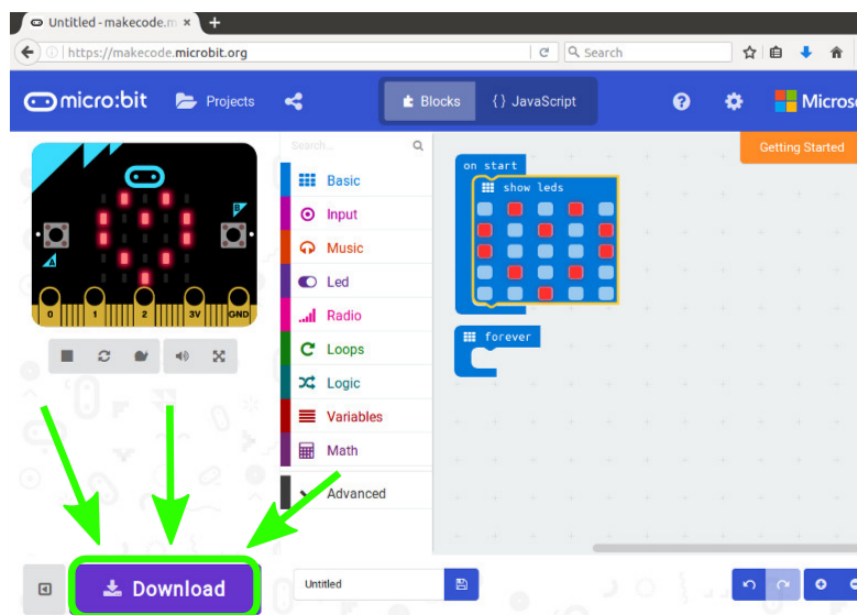 Untitled - makecode.m
https://makecode.microbit.org
Search
micro:bit
Projects
Blocks
{} JavaScript
Microso
Search...
Getting Started
on start
show leds
Basic
Input
Music
Led
Radio
Loops
Logic
Variables
Math
Advanced
forever
B
A
0 1 2 3V GND
Download
Untitled